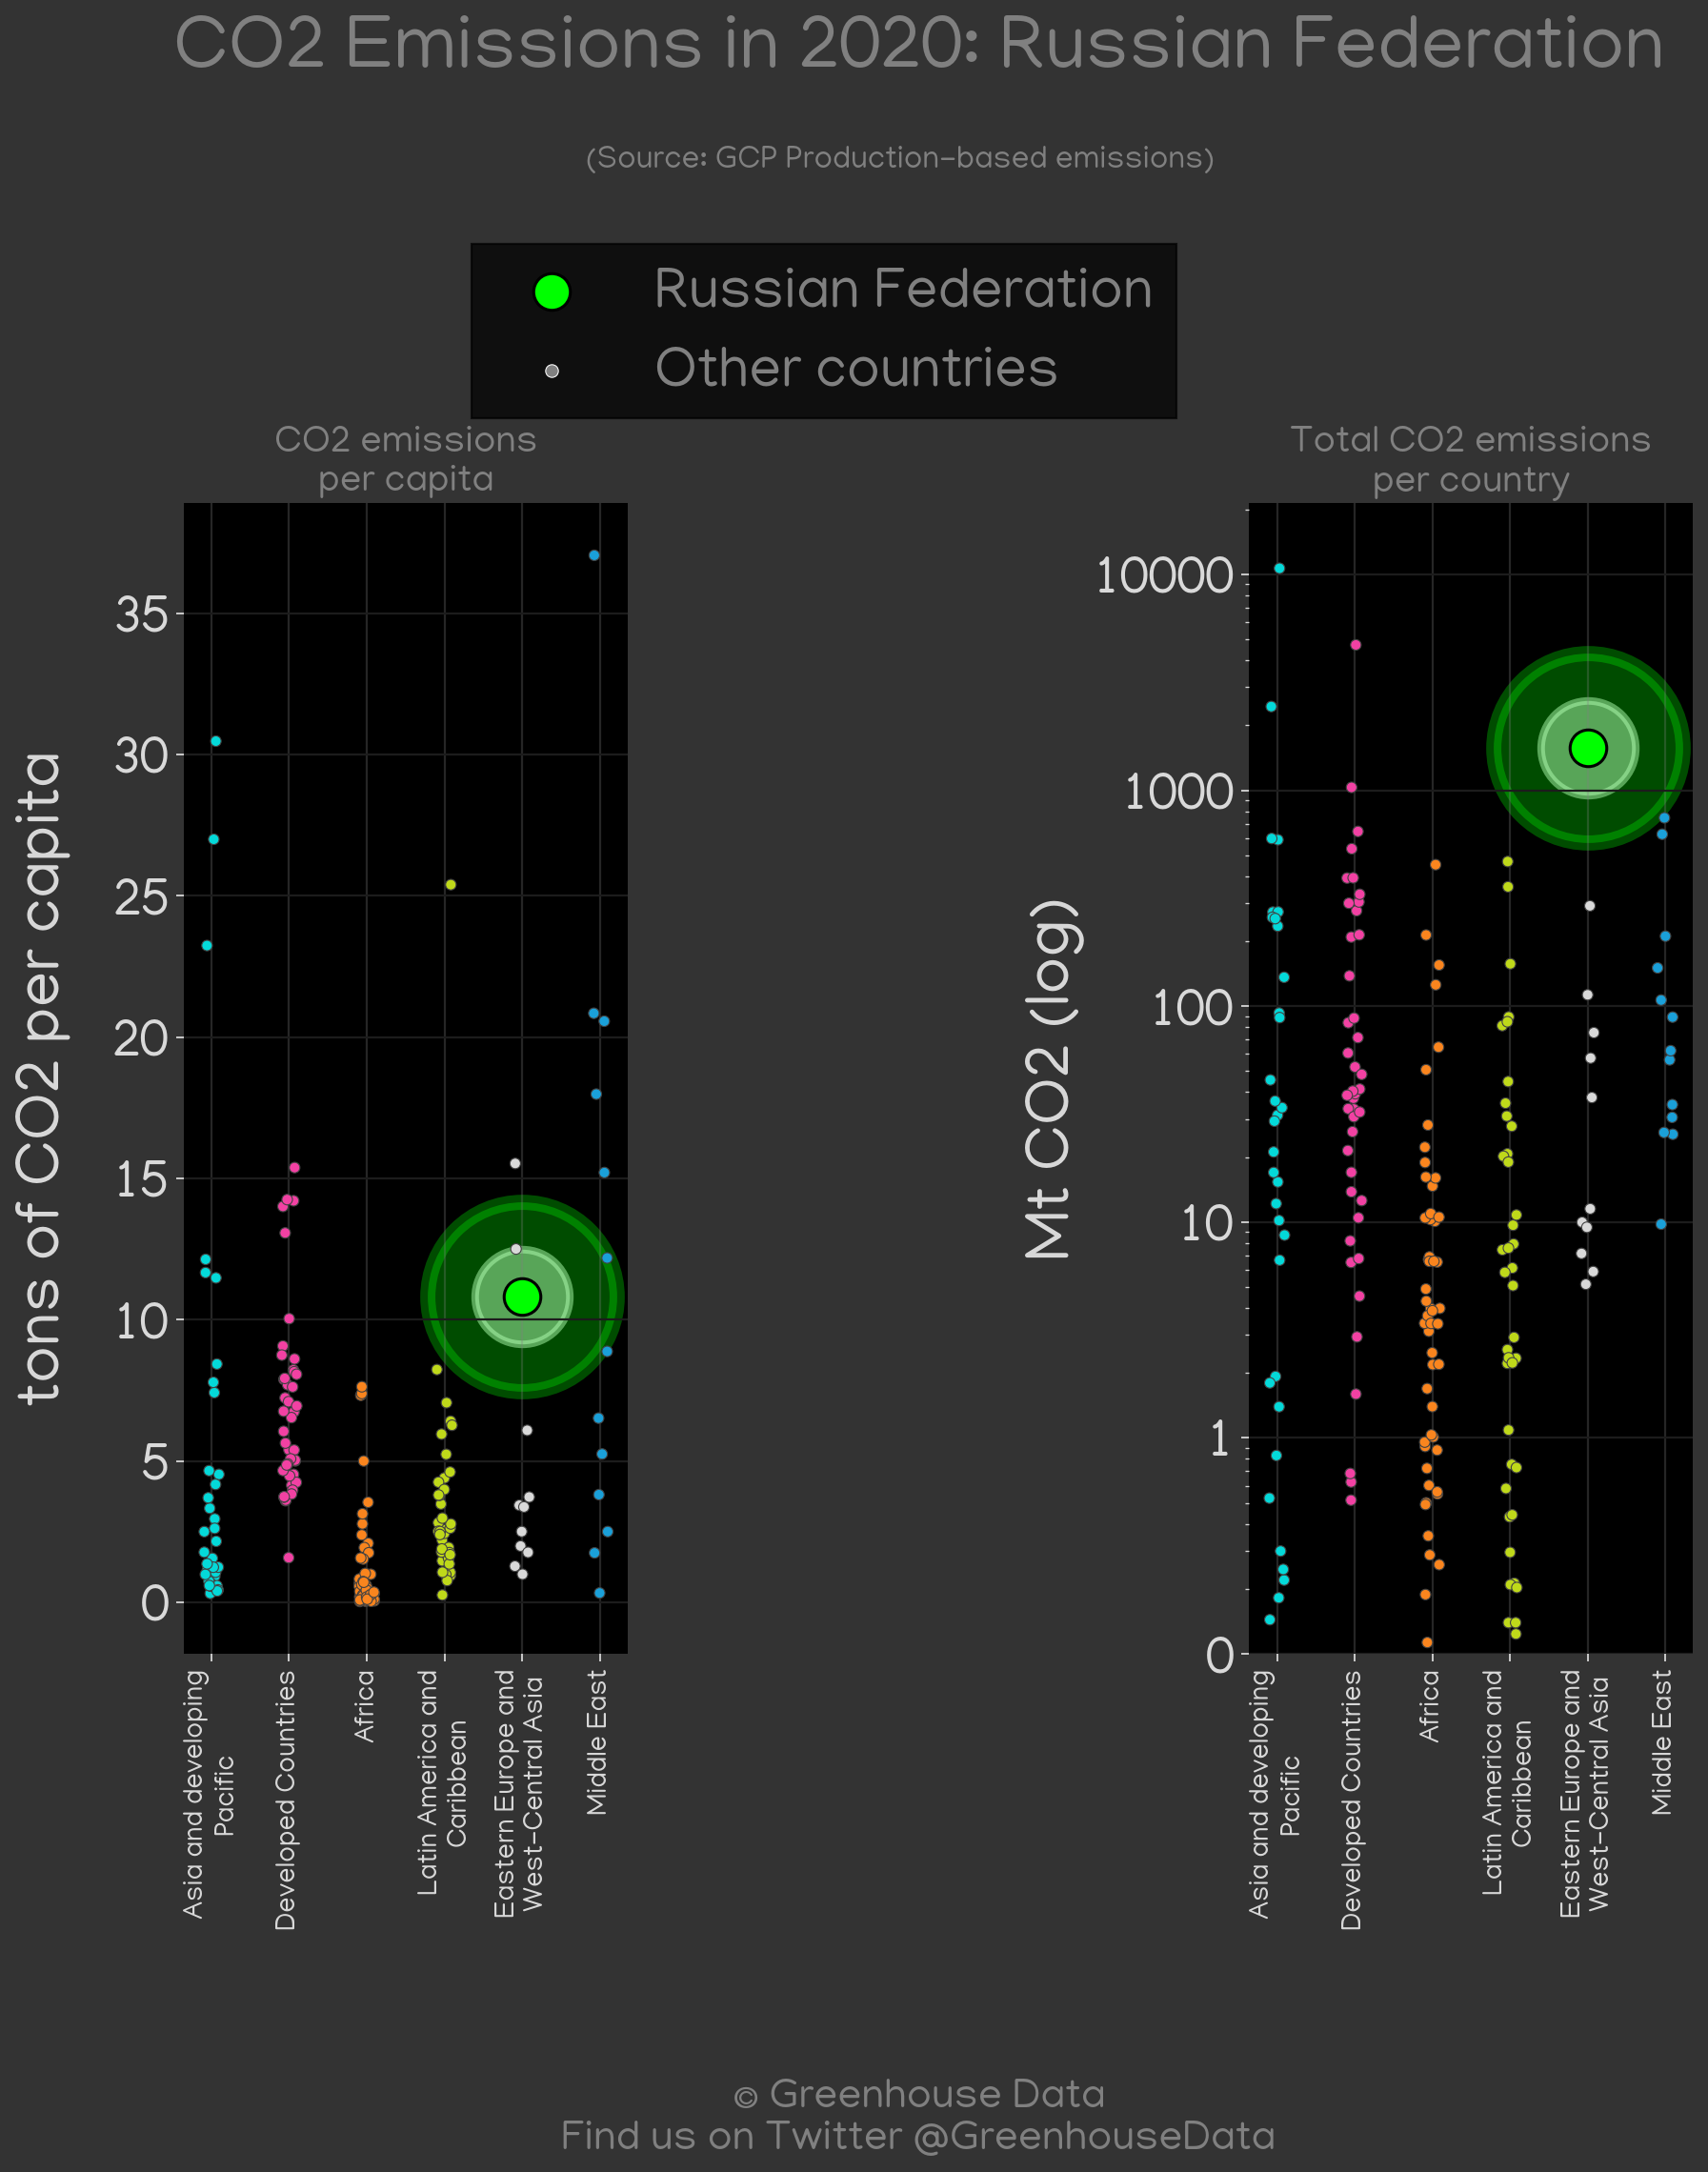 CO2 Emissions in 2020: Russian Federation
(Source: GCP Production-based emissions)
Russian Federation
Other countries
CO2 emissions
per capita
tons of CO2 per capita
35
30
25
20
15
10
5
0
Asia and developing
Pacific
Developed Countries
Africa
Latin America and
Caribbean
Eastern Europe and
West-Central Asia
Middle East
Total CO2 emissions
per country
Mt CO2 (log)
10000
1000
100
10
1
0
Asia and developing
Pacific
Developed Countries
Africa
Latin America and
Caribbean
Eastern Europe and
West-Central Asia
Middle East
© Greenhouse Data
Find us on Twitter @GreenhouseData